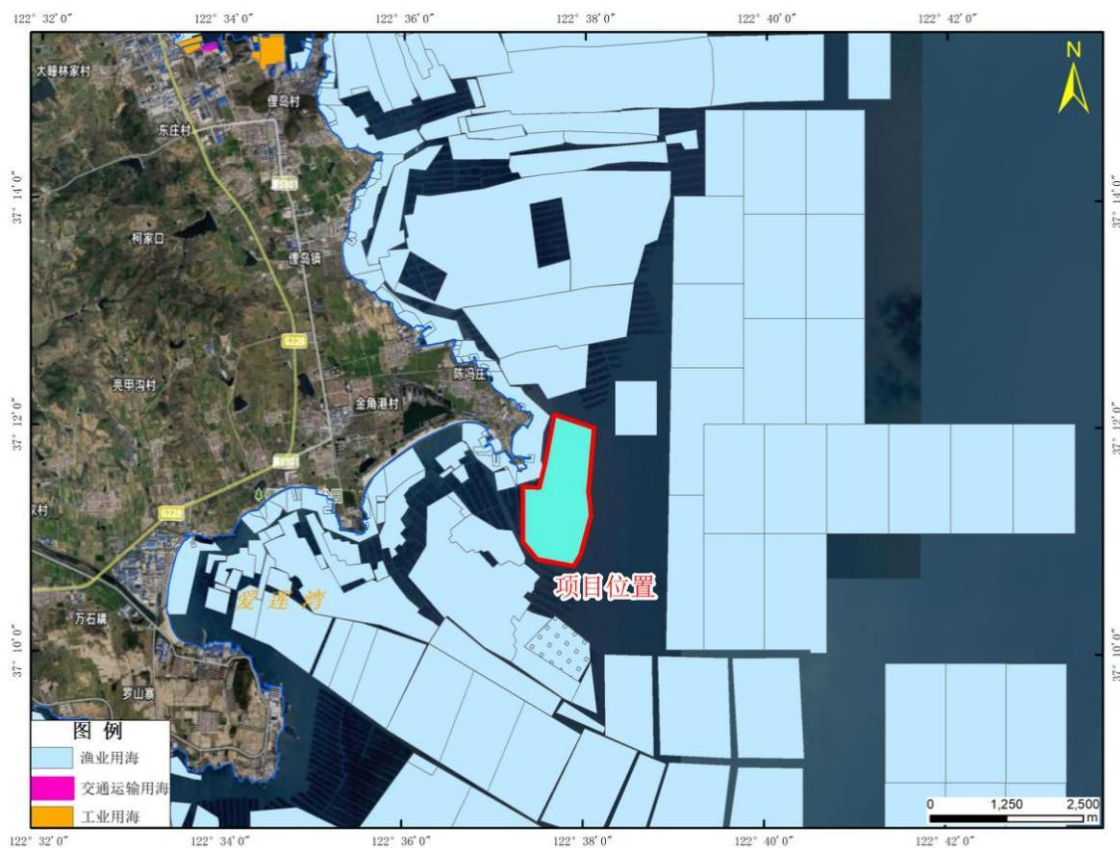 122° 32′ 0″
122° 34′ 0″
122° 36′ 0″
122° 38′ 0″
122° 40′ 0″
122° 42′ 0″
大疃林家村
俚岛村
东庄村
N
37° 14′ 0″
37° 14′ 0″
柯家口
俚岛镇
G228
陈冯庄
亮甲沟村
金角港村
37° 12′ 0″
37° 12′ 0″
家村
G228
项目位置
爱莲湾
万石耩
37° 10′ 0″
37° 10′ 0″
罗山寨
图 例
渔业用海
交通运输用海
工业用海
0 1,250 2,500
m
122° 32′ 0″
122° 34′ 0″
122° 36′ 0″
122° 38′ 0″
122° 40′ 0″
122° 42′ 0″